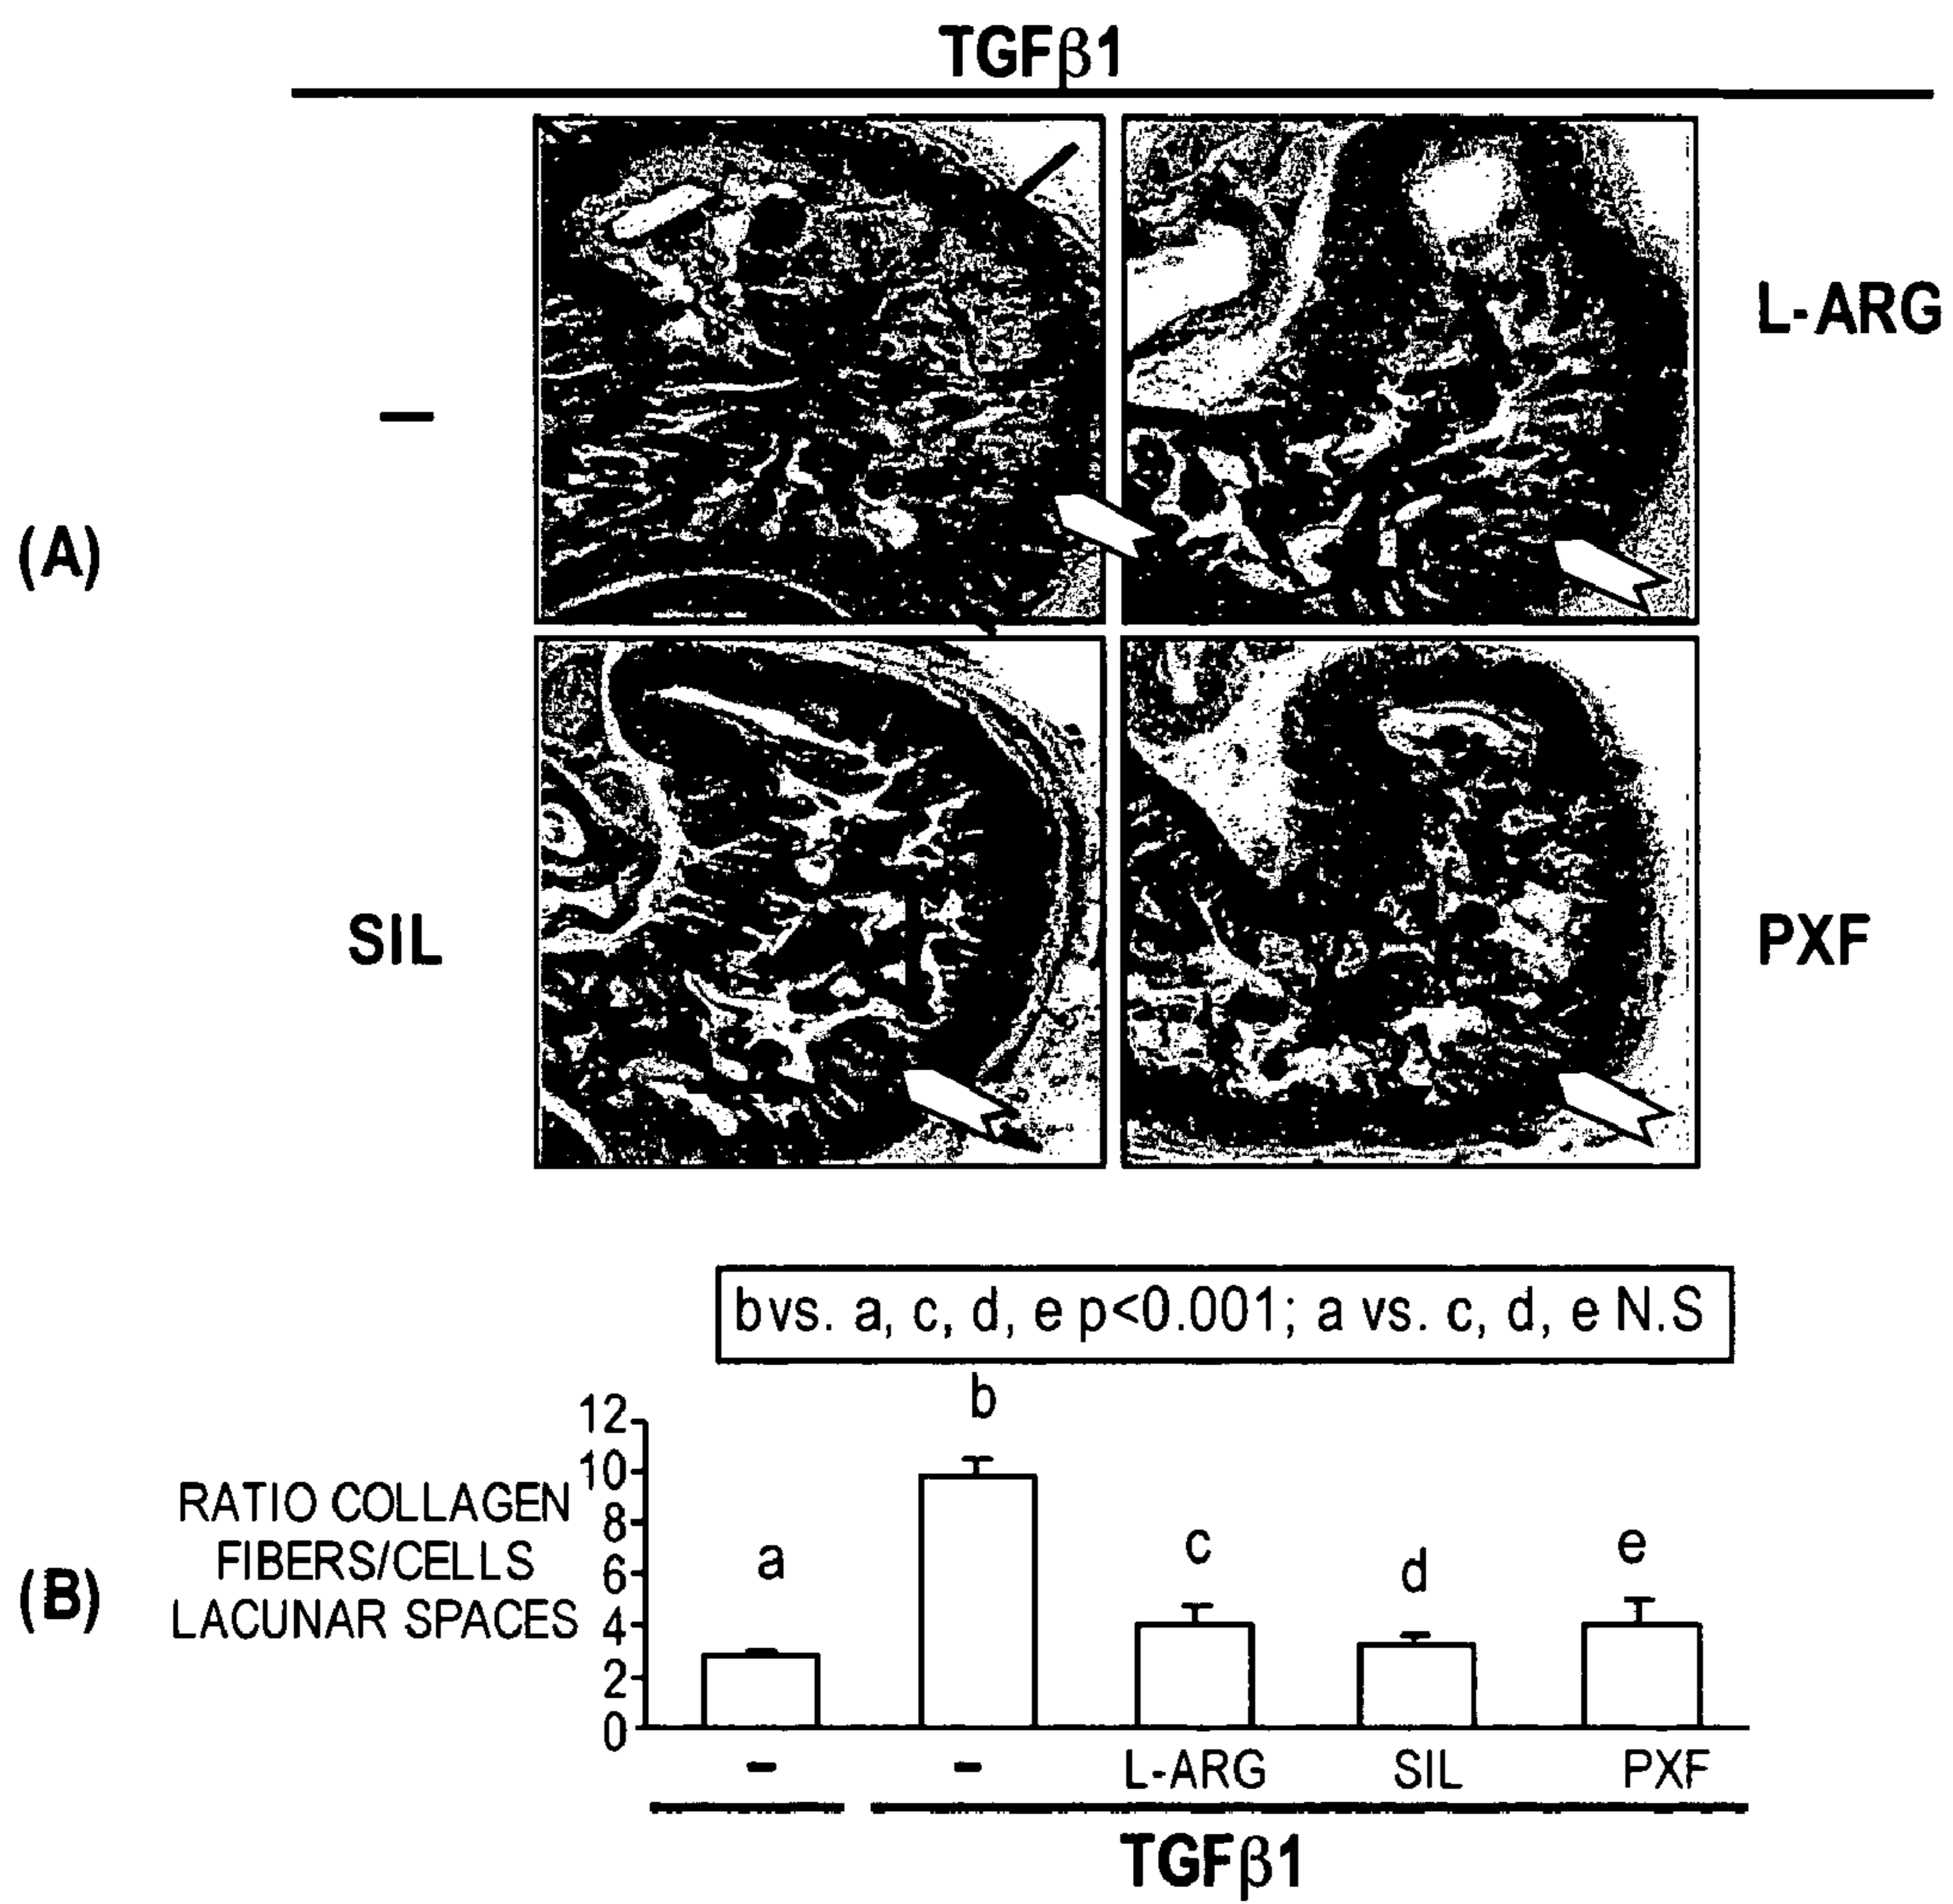 TGFβ1
L-ARG
–
(A)
SIL
PXF
b vs. a, c, d, e p<0.001; a vs. c, d, e N.S
b
12
10
8
6
4
2
0
RATIO COLLAGEN
FIBERS/CELLS
LACUNAR SPACES
(B)
a
c
d
e
– – L-ARG SIL PXF
TGFβ1